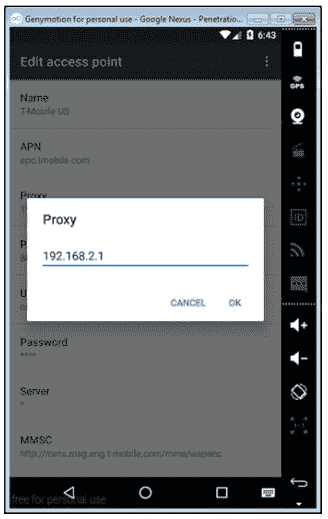 Genymotion for personal use - Google Nexus - Penetratio...
6:43
Edit access point
Name
T-Mobile US
APN
epc.tmobile.com
Proxy
Proxy
192.168.2.1
CANCEL
OK
Password
****
Server
*
MMSC
http://mms.msg.eng.t-mobile.com/mms/wapenc
free for personal use
GPS
ID